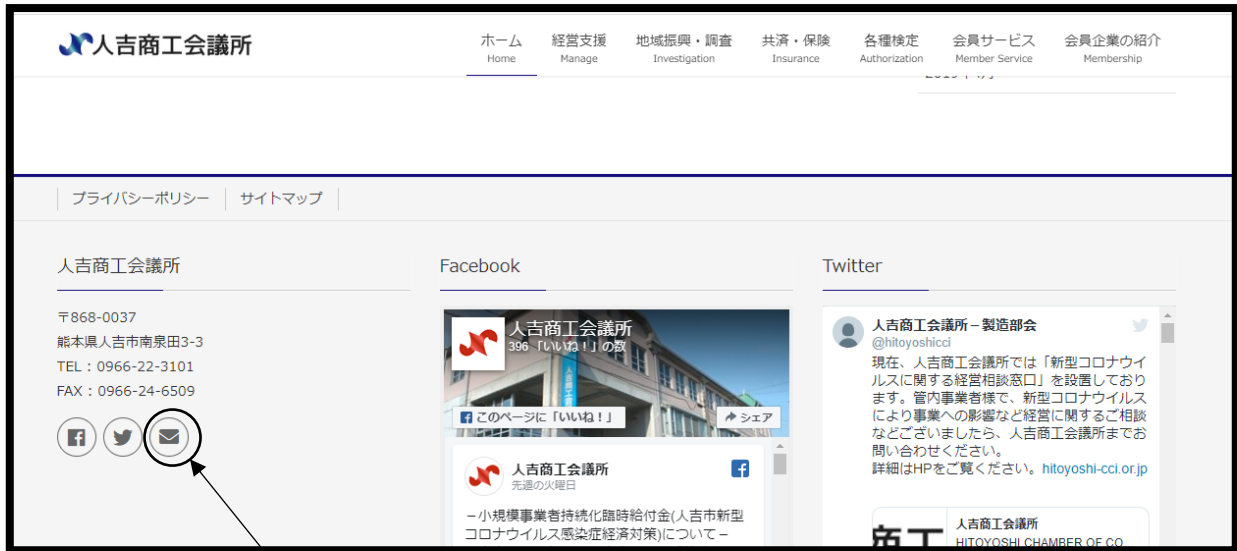 人吉商工会議所
ホーム 経営支援 地域振興・調査 共済・保険 各種検定 会員サービス 会員企業の紹介
Home Manage Investigation Insurance Authorization Member Service Membership
プライバシーポリシー サイトマップ
人吉商工会議所
〒868-0037
熊本県人吉市南泉田3-3
TEL：0966-22-3101
FAX：0966-24-6509
Facebook
人吉商工会議所
396 「いいね！」の数
このページに「いいね！」 シェア
人吉商工会議所
先週の火曜日
－小規模事業者持続化臨時給付金(人吉市新型
コロナウイルス感染症経済対策)について－
Twitter
人吉商工会議所－製造部会
@hitoyoshicci
現在、人吉商工会議所では「新型コロナウイ
ルスに関する経営相談窓口」を設置しており
ます。管内事業者様で、新型コロナウイルス
により事業への影響など経営に関するご相談
などございましたら、人吉商工会議所までお
問い合わせください。
詳細はHPをご覧ください。hitoyoshi-cci.or.jp
人吉商工会議所
HITOYOSHI CHAMBER OF CO